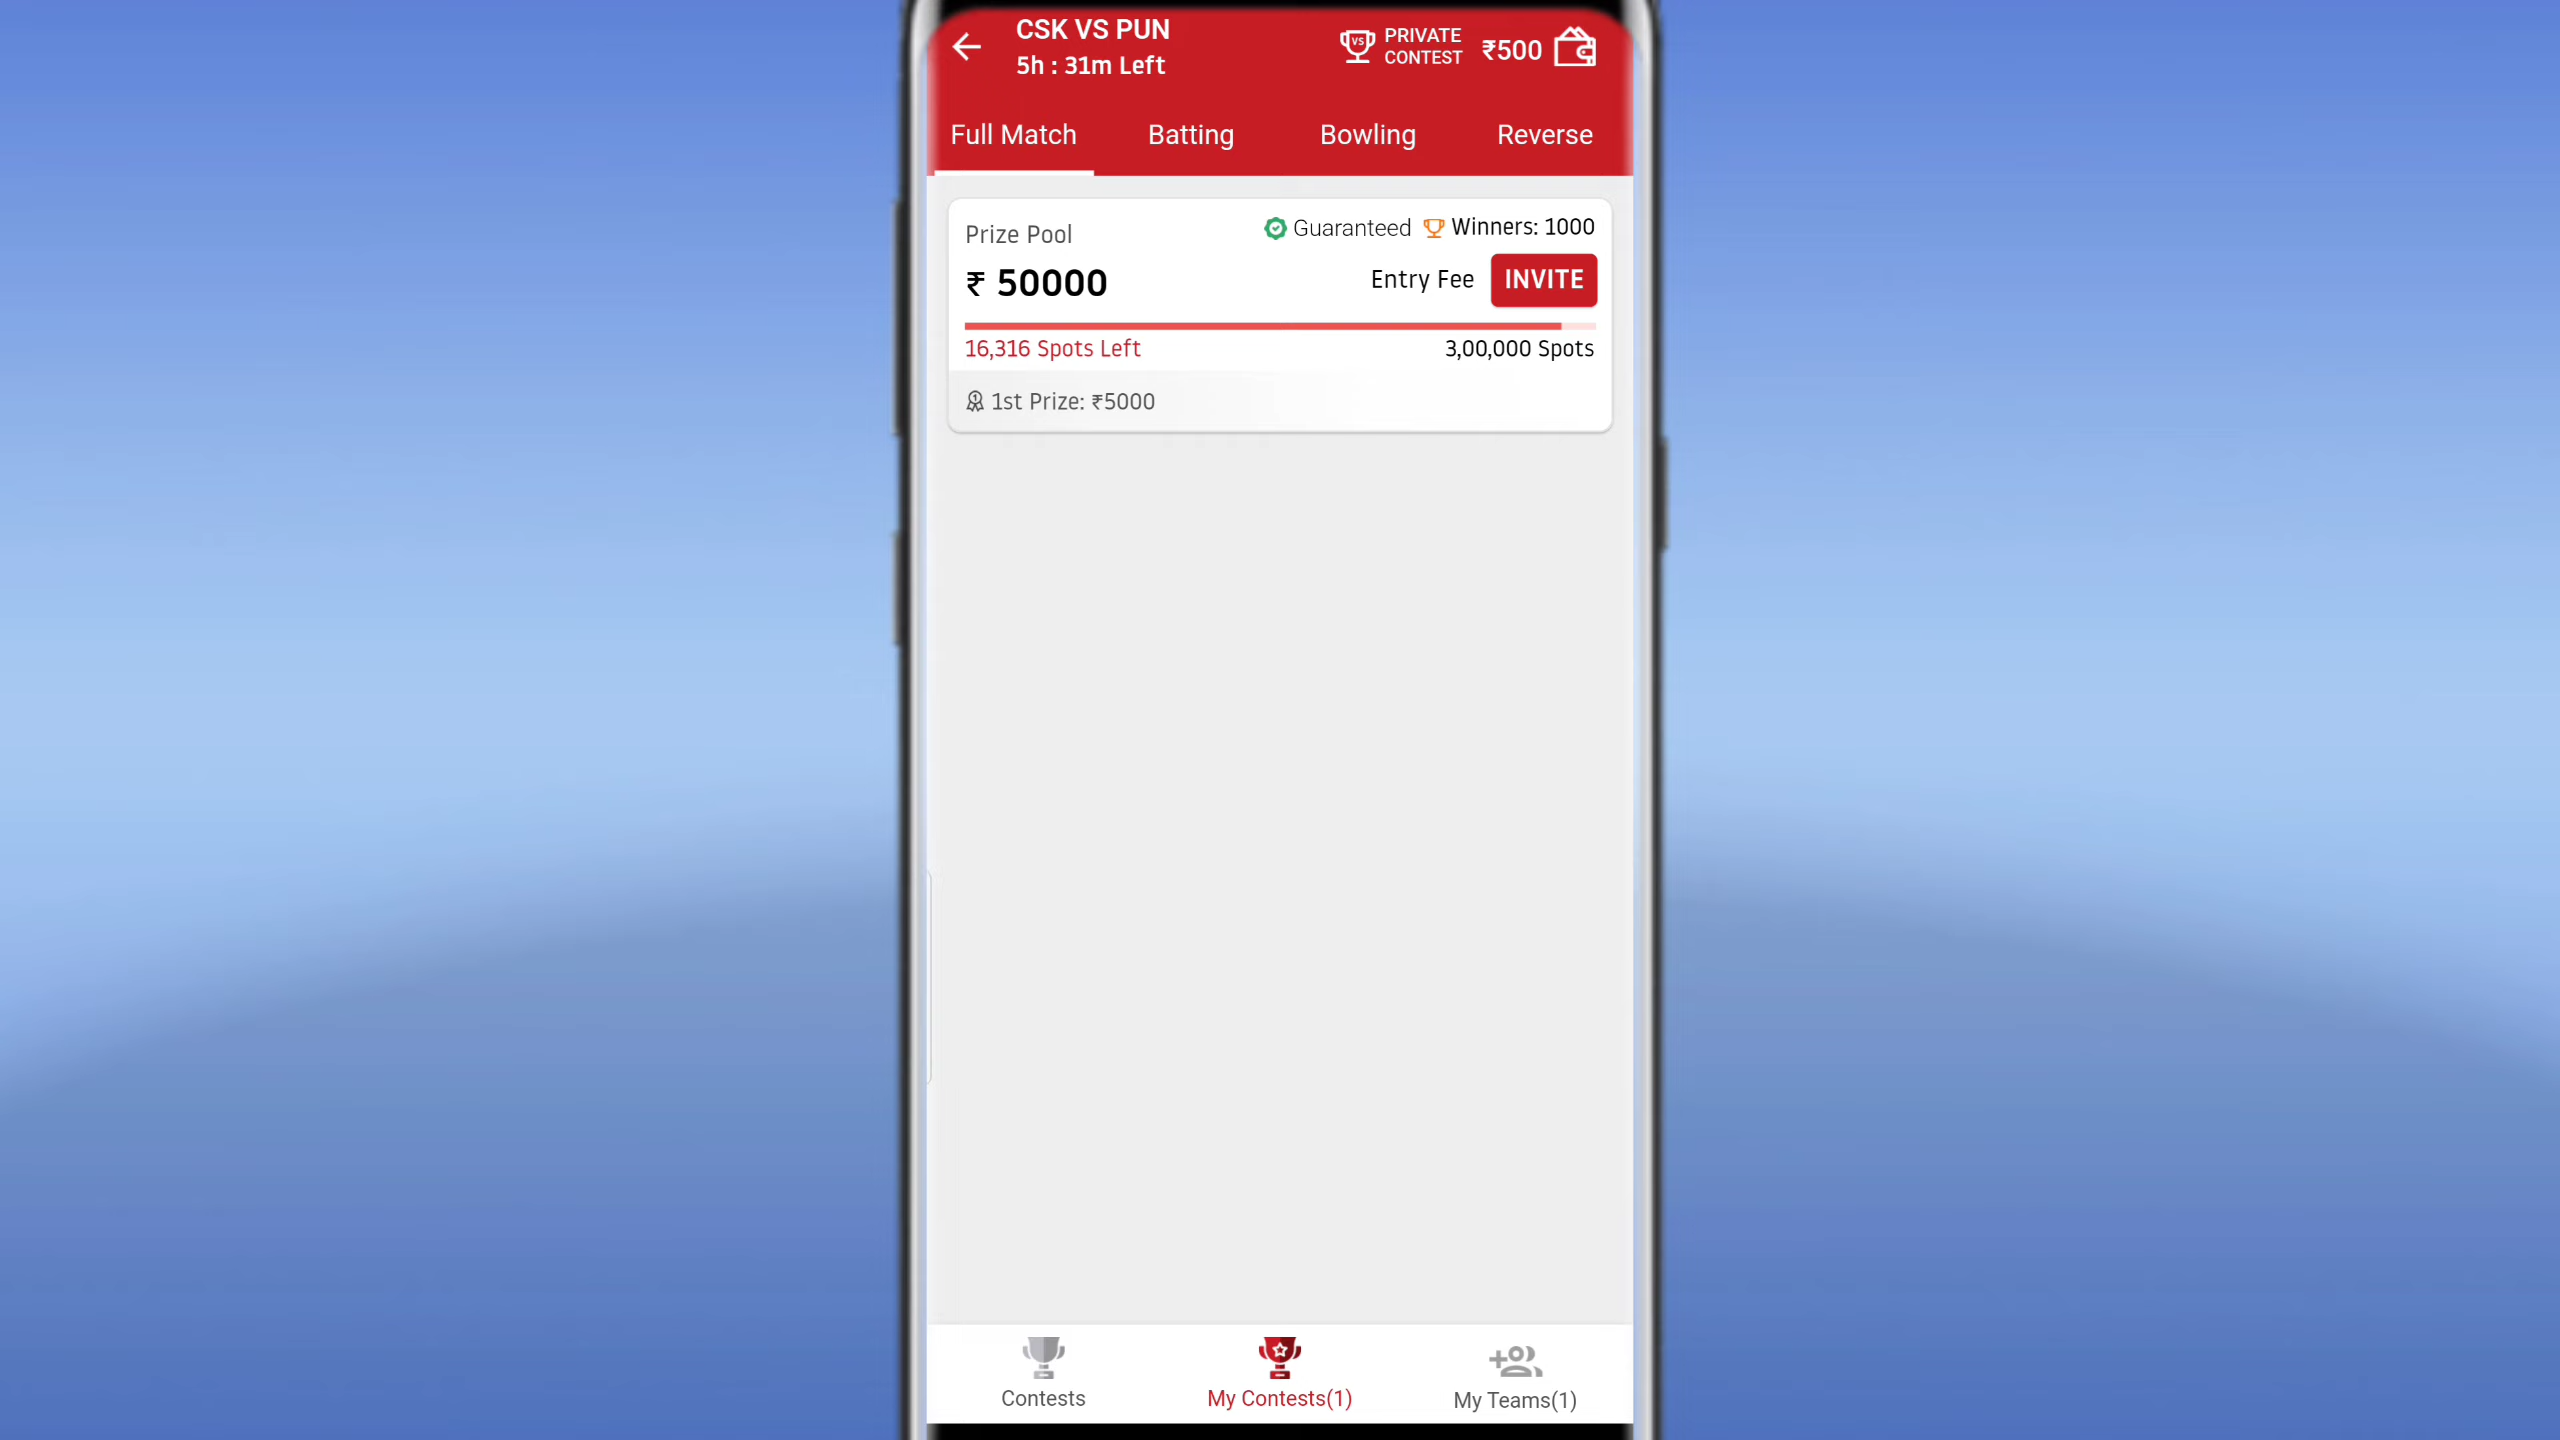 CSK VS PUN
5h : 31m Left
PRIVATE
CONTEST
₹500
Full Match
Batting
Bowling
Reverse
Prize Pool
Guaranteed
Winners: 1000
₹ 50000
Entry Fee
INVITE
16,316 Spots Left
3,00,000 Spots
1st Prize: ₹5000
Contests
My Contests(1)
My Teams(1)